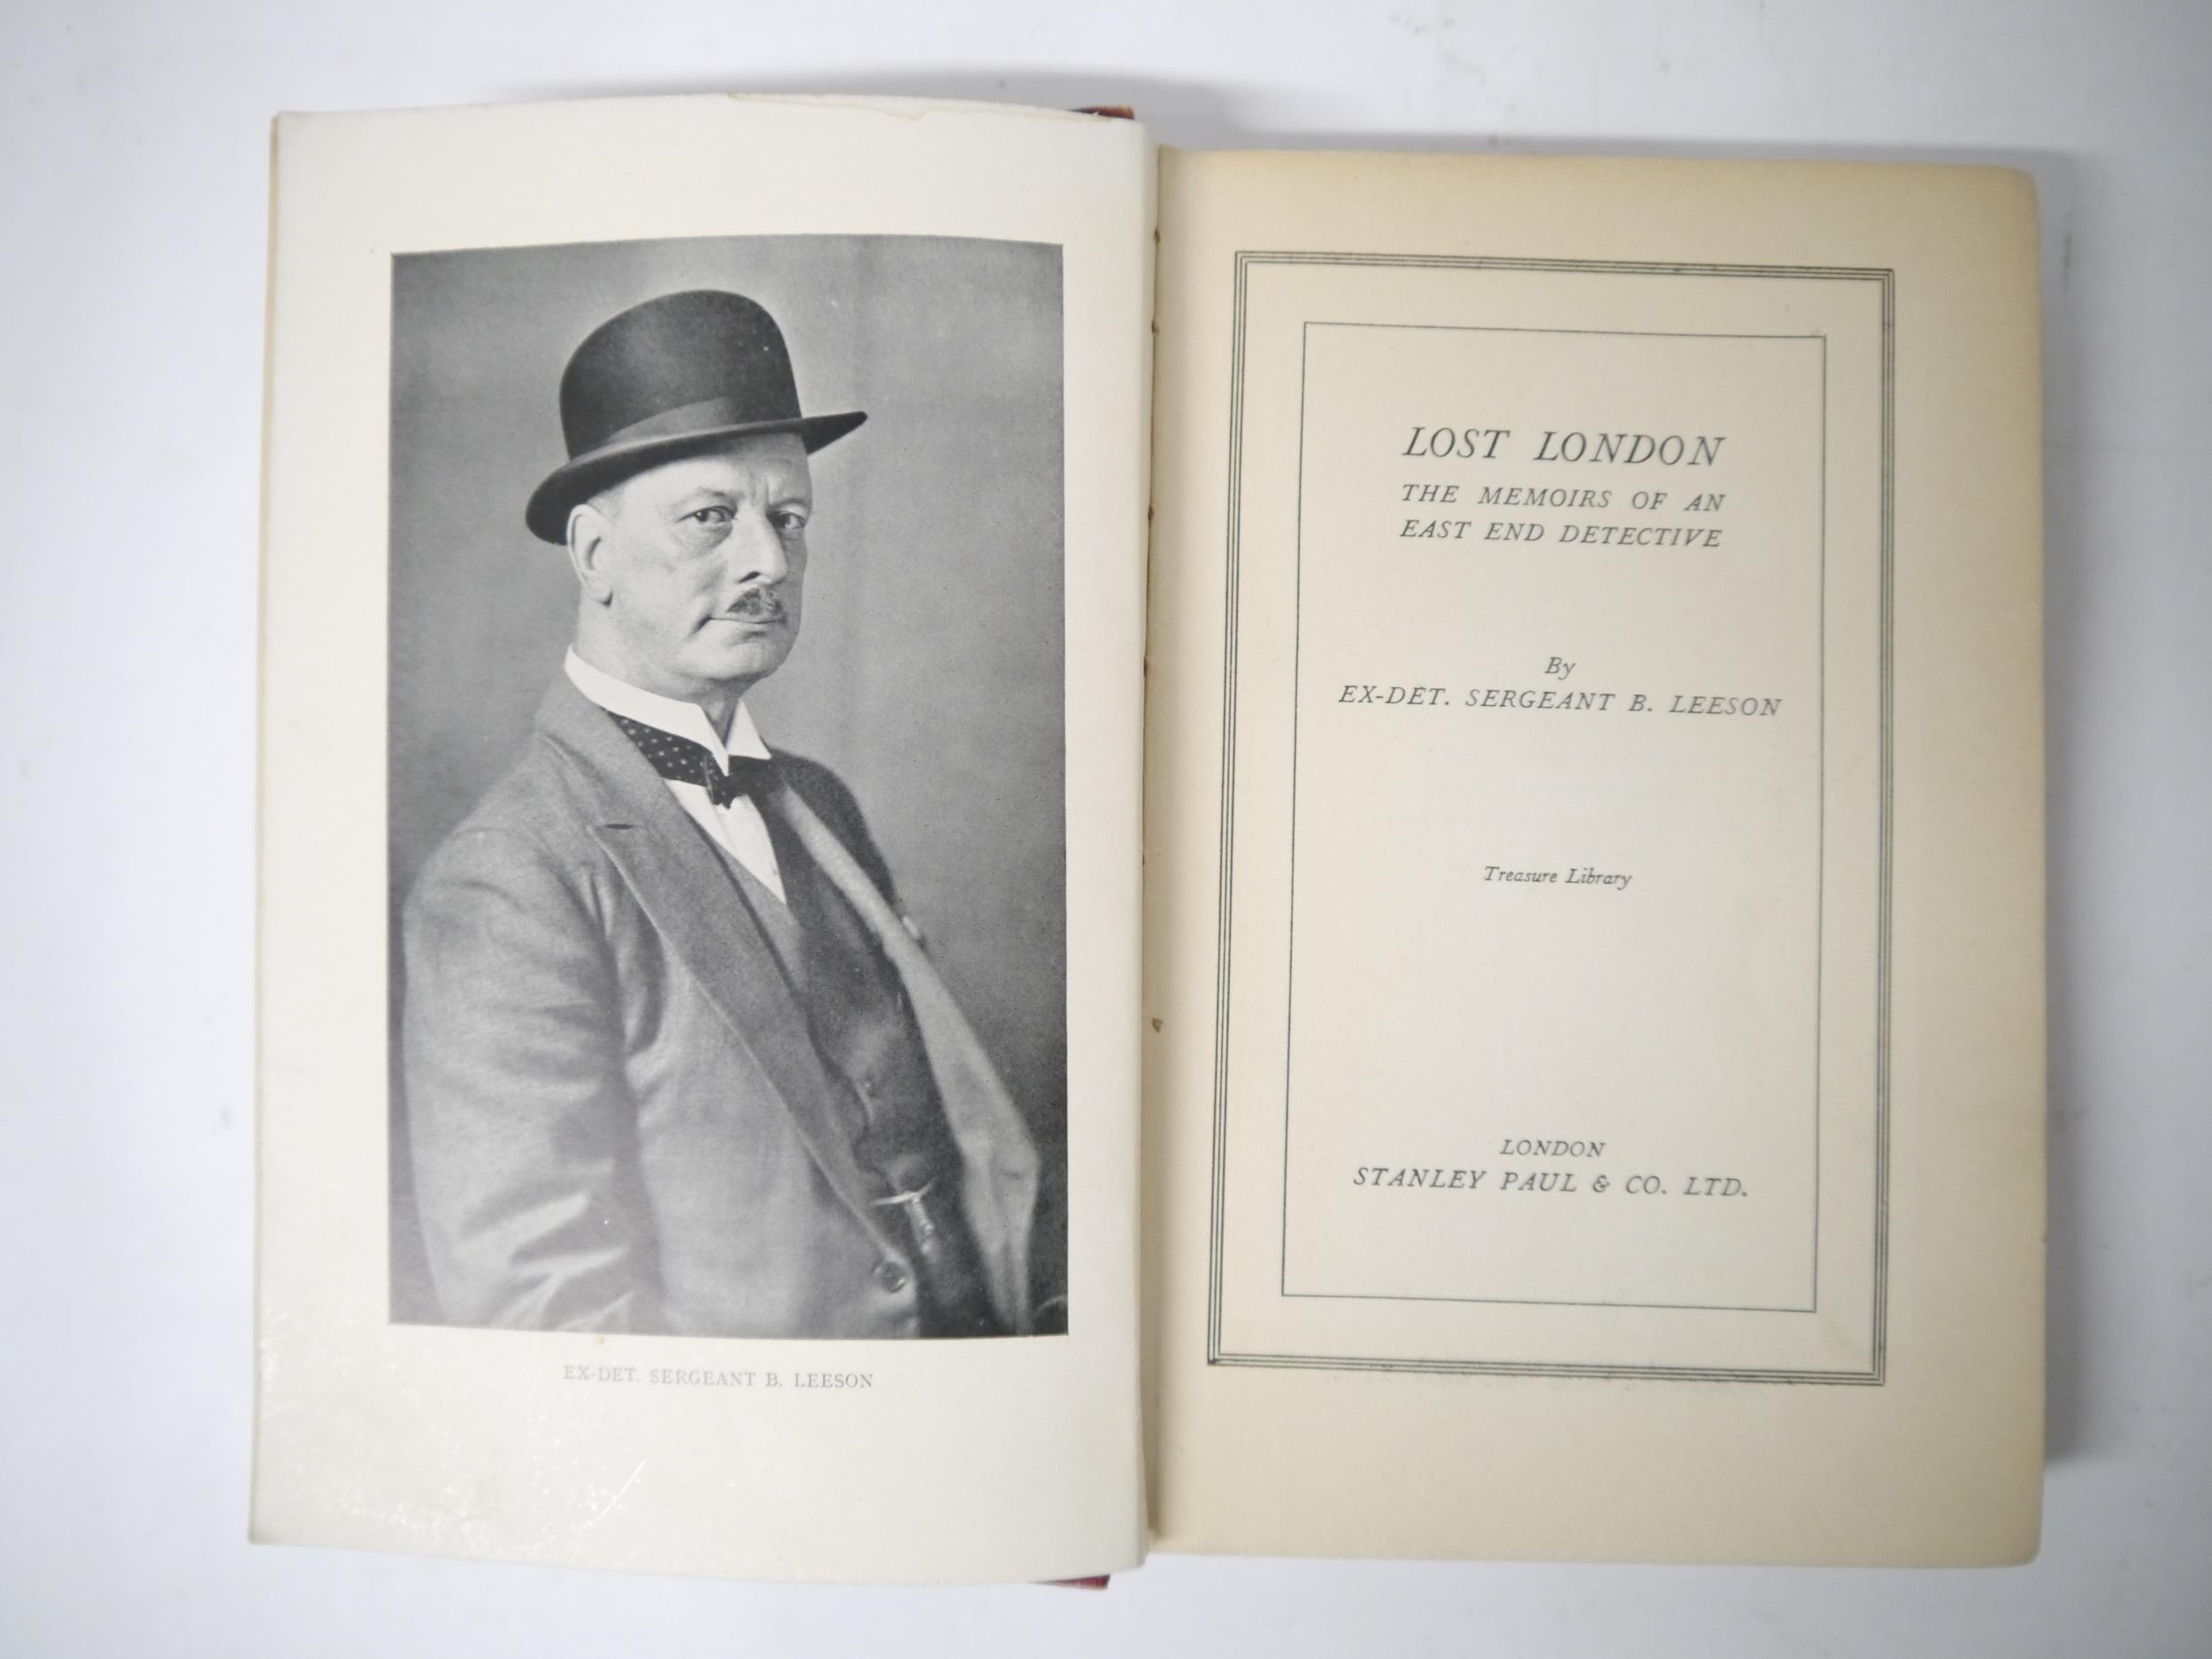 EX-DET. SERGEANT B. LEESON
LOST LONDON
THE MEMOIRS OF AN
EAST END DETECTIVE
By
EX-DET. SERGEANT B. LEESON
Treasure Library
LONDON
STANLEY PAUL & CO. LTD.